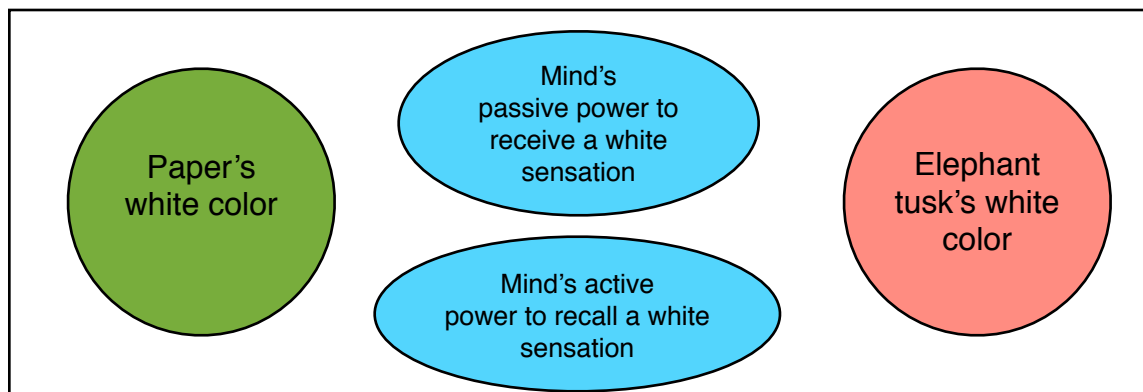 Paper’s
white color
Mind’s
passive power to
receive a white
sensation
Mind’s active
power to recall a white
sensation
Elephant
tusk’s white
color